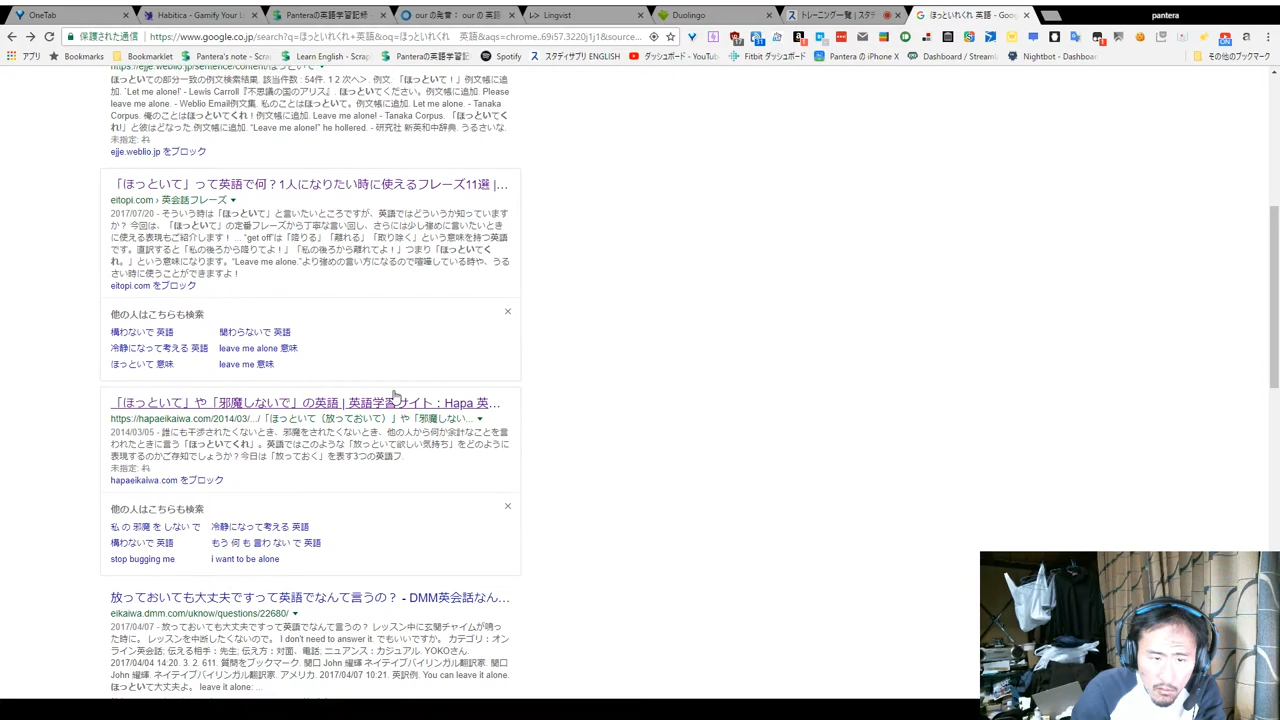 OneTab
Habitica - Gamify Your L
Panteraの英語学習記録
our の発音： our の 英語
Lingvist
Duolingo
トレーニング一覧 | スタデ
ほっといれくれ 英語 - Goo
pantera
保護された通信
https://www.google.co.jp/search?q=ほっといれくれ+英語&oq=ほっといれくれ 英語&aqs=chrome..69i57.3220j1j1&source...
アプリ
Bookmarks
Bookmarklet
Pantera's note - Scrap
Learn English - Scrap
Panteraの英語学習記
Spotify
スタディサプリ ENGLISH
ダッシュボード - YouTub
Fitbit ダッシュボード
Pantera の iPhone X
Dashboard / Streaml
Nightbot - Dashboard
その他のブックマーク
https://ejje.weblio.jp/sentence/content/ほっといて
ほっといての部分一致の例文検索結果. 該当件数 : 54件. 1 2 次へ>. 例文. 「ほっといて！」例文帳に追
加. `Let me alone!' - Lewis Carroll『不思議の国のアリス』. ほっといてください。例文帳に追加. Please
leave me alone. - Weblio Email例文集. 私のことはほっといて。例文帳に追加. Let me alone. - Tanaka
Corpus. 俺のことはほっといてくれ！例文帳に追加. Leave me alone! - Tanaka Corpus. 「ほっといてく
れ!」と彼はどなった.例文帳に追加. “Leave me alone!” he hollered. - 研究社 新英和中辞典. うるさいな.
未指定: れ
ejje.weblio.jp をブロック
「ほっといて」って英語で何？1人になりたい時に使えるフレーズ11選 |...
eitopi.com › 英会話フレーズ
2017/07/20 - そういう時は「ほっといて」と言いたいところですが、英語ではどういうか知っています
か？ 今回は、「ほっといて」の定番フレーズから丁寧な言い回し、さらには少し強めに言いたいとき
に使える表現もご紹介します！ ... “get off”は「降りる」「離れる」「取り除く」という意味を持つ英語
です。直訳すると「私の後ろから降りてよ！」「私の後ろから離れてよ！」つまり「ほっといてく
れ。」という意味になります。“Leave me alone.”より強めの言い方になるので喧嘩している時や、うる
さい時に使うことができますよ！
eitopi.com をブロック
他の人はこちらも検索
構わないで 英語
関わらないで 英語
冷静になって考える 英語
leave me alone 意味
ほっといて 意味
leave me 意味
「ほっといて」や「邪魔しないで」の英語 | 英語学習サイト：Hapa 英...
https://hapaeikaiwa.com/2014/03/.../「ほっといて（放っておいて）」や「邪魔しない...
2014/03/05 - 誰にも干渉されたくないとき、邪魔をされたくないとき、他の人から何か余計なことを言
われたときに言う「ほっといてくれ」。英語ではこのような「放っといて欲しい気持ち」をどのように
表現するのかご存知でしょうか？今日は「放っておく」を表す3つの英語フ.
未指定: れ
hapaeikaiwa.com をブロック
他の人はこちらも検索
私 の 邪魔 を しない で
冷静になって考える 英語
構わないで 英語
もう 何 も 言わ ない で 英語
stop bugging me
i want to be alone
放っておいても大丈夫ですって英語でなんて言うの？ - DMM英会話なん...
eikaiwa.dmm.com/uknow/questions/22680/
2017/04/07 - 放っておいても大丈夫ですって英語でなんて言うの？ レッスン中に玄関チャイムが鳴っ
た時に。 レッスンを中断したくないので。 I don't need to answer it. でもいいですか。 カテゴリ：オン
ライン英会話; 伝える相手：先生; 伝え方：対面、電話; ニュアンス：カジュアル. YOKOさん.
2017/04/04 14:20. 3. 2. 611. 質問をブックマーク. 関口 John 耀輝. ネイティブバイリンガル翻訳家. 関口
John 耀輝. ネイティブバイリンガル翻訳家. アメリカ. 2017/04/07 10:21. 英訳例. You can leave it alone.
ほっといて大丈夫よ。 leave it alone: ...